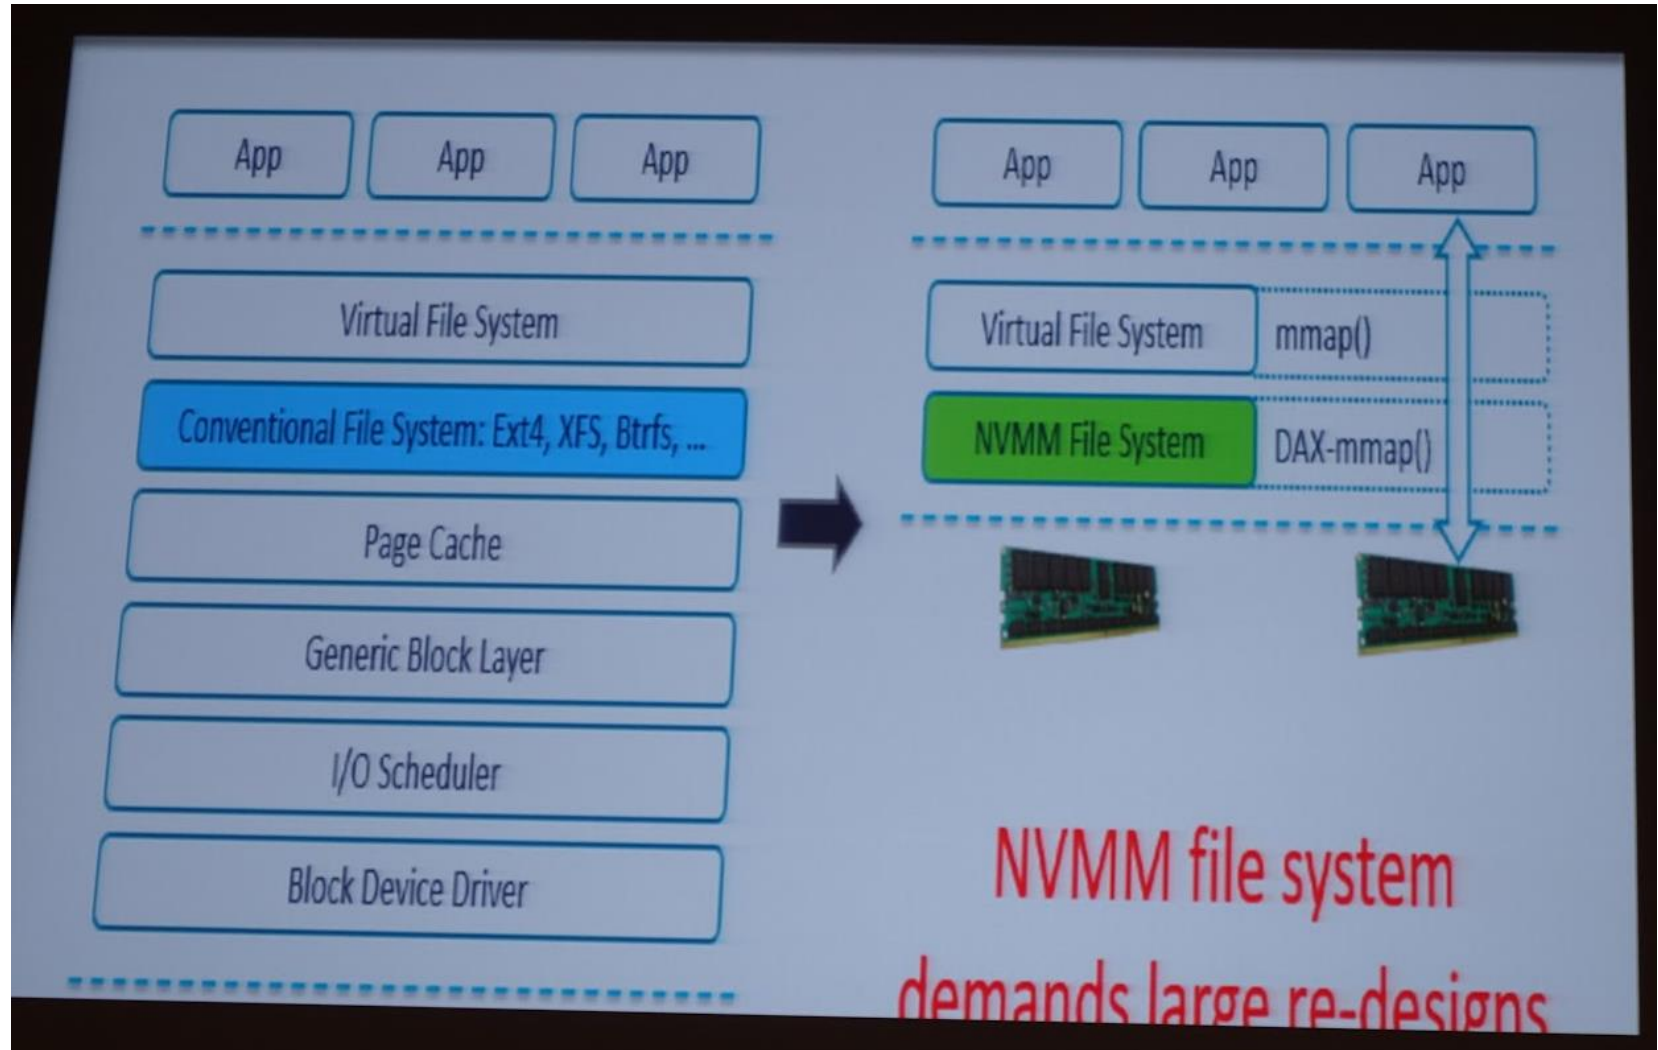 App App App
Virtual File System
Conventional File System: Ext4, XFS, Btrfs, ...
Page Cache
Generic Block Layer
I/O Scheduler
Block Device Driver
App App App
Virtual File System mmap()
NVMM File System DAX-mmap()
NVMM file system
demands large re-designs